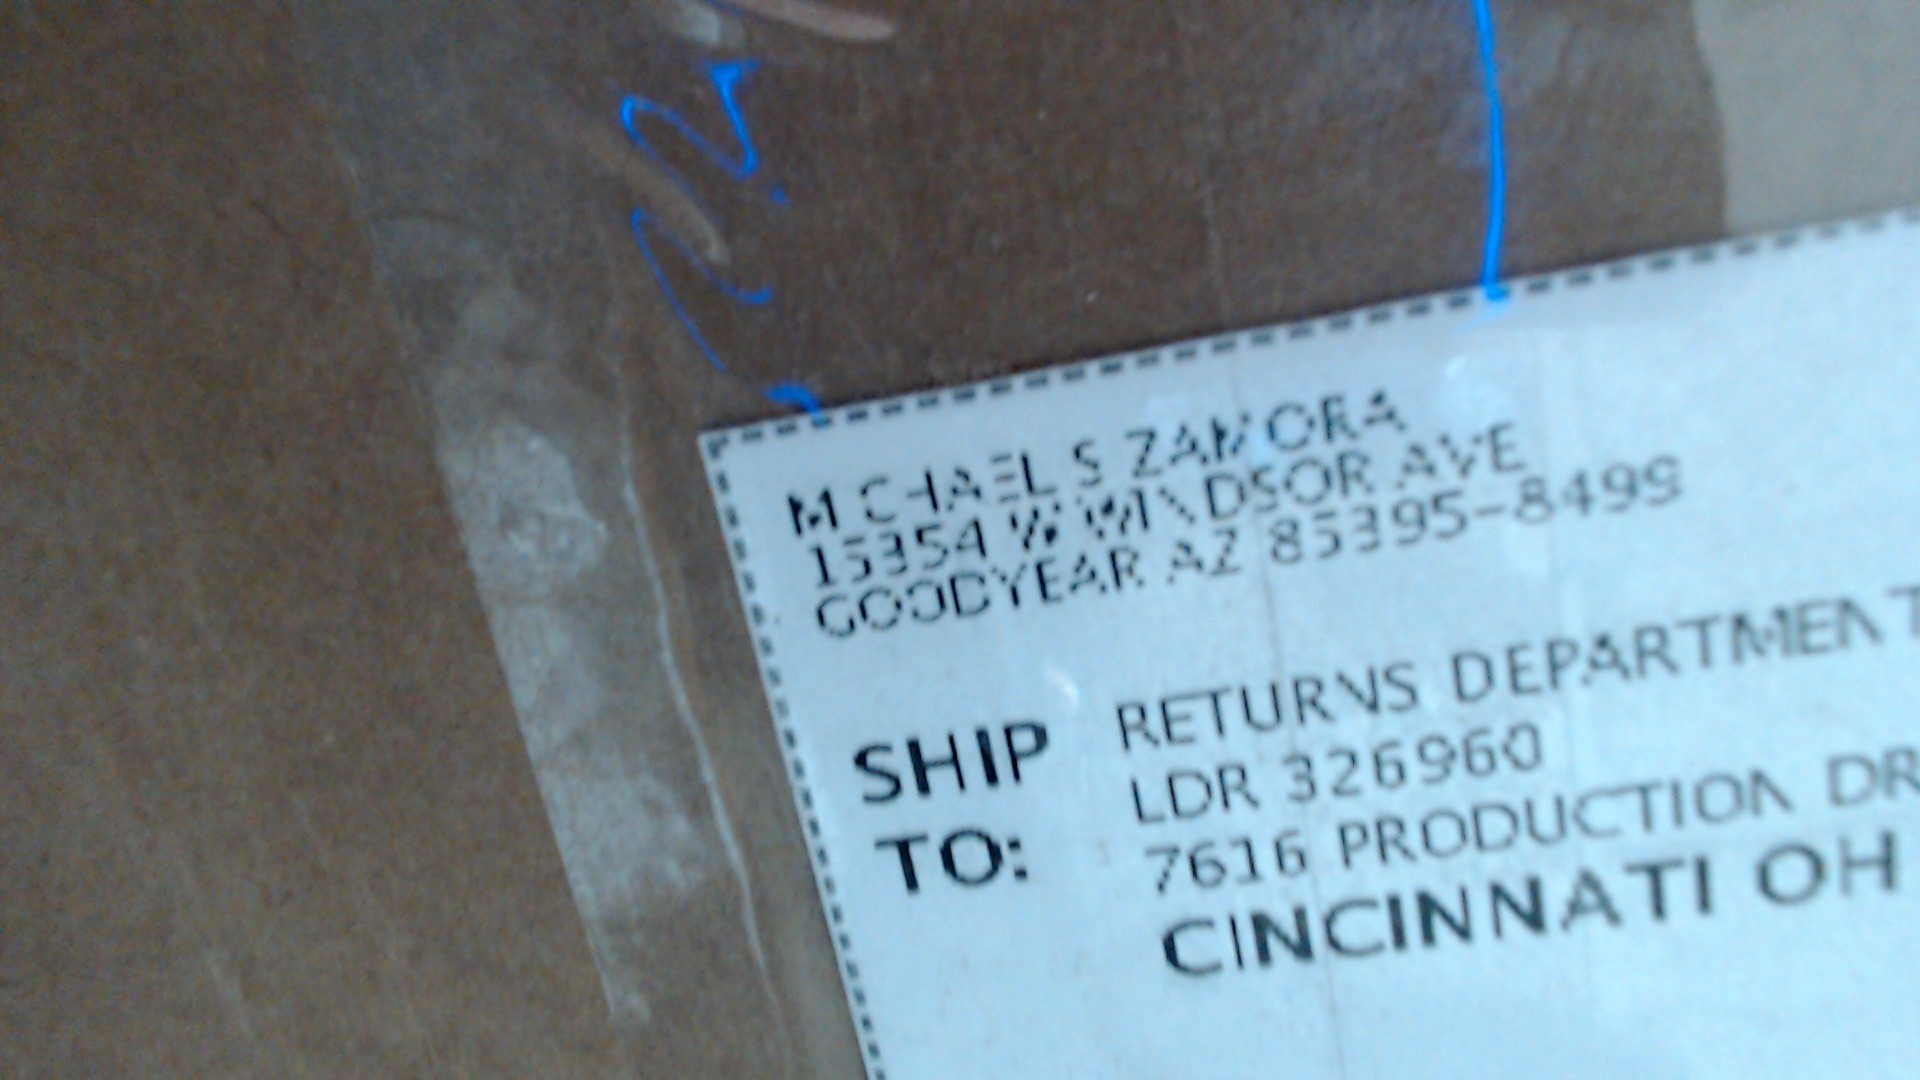 MICHAEL S ZAMORA
15354 W WINDSOR AVE
GOODYEAR AZ 85395-8499
SHIP TO:
RETURNS DEPARTMENT
LDR 326960
7616 PRODUCTION DR
CINCINNATI OH